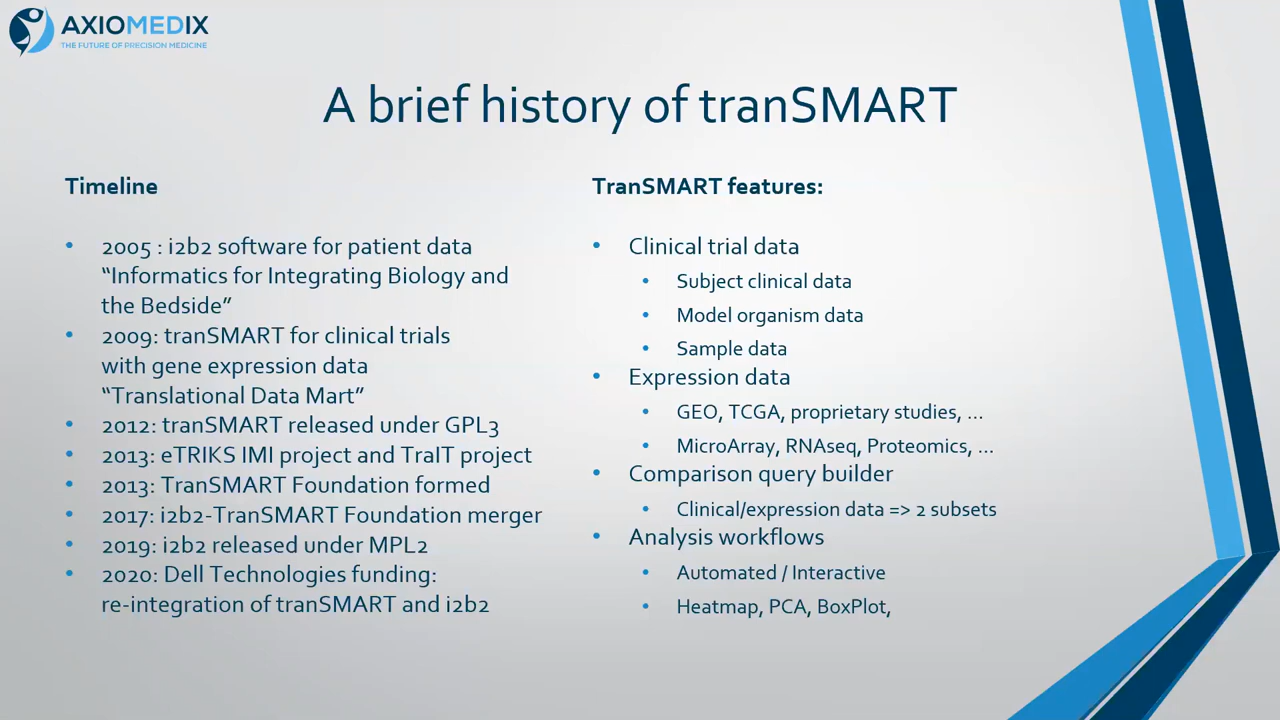 AXIOMEDIX
THE FUTURE OF PRECISION MEDICINE
A brief history of tranSMART
Timeline
• 2005 : i2b2 software for patient data
“Informatics for Integrating Biology and
the Bedside”
• 2009: tranSMART for clinical trials
with gene expression data
“Translational Data Mart”
• 2012: tranSMART released under GPL3
• 2013: eTRIKS IMI project and TraIT project
• 2013: TranSMART Foundation formed
• 2017: i2b2-TranSMART Foundation merger
• 2019: i2b2 released under MPL2
• 2020: Dell Technologies funding:
re-integration of tranSMART and i2b2
TranSMART features:
• Clinical trial data
• Subject clinical data
• Model organism data
• Sample data
• Expression data
• GEO, TCGA, proprietary studies, ...
• MicroArray, RNAseq, Proteomics, ...
• Comparison query builder
• Clinical/expression data => 2 subsets
• Analysis workflows
• Automated / Interactive
• Heatmap, PCA, BoxPlot,